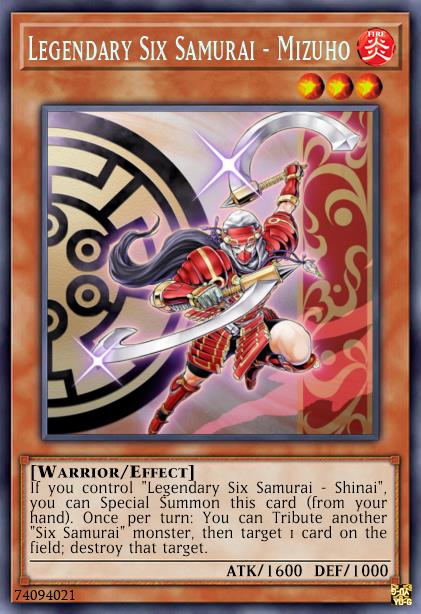 Legendary Six Samurai - Mizuho
FIRE
炎
[Warrior/Effect]
If you control "Legendary Six Samurai - Shinai",
you can Special Summon this card (from your
hand). Once per turn: You can Tribute another
"Six Samurai" monster, then target 1 card on the
field; destroy that target.
ATK/1600 DEF/1000
74094021